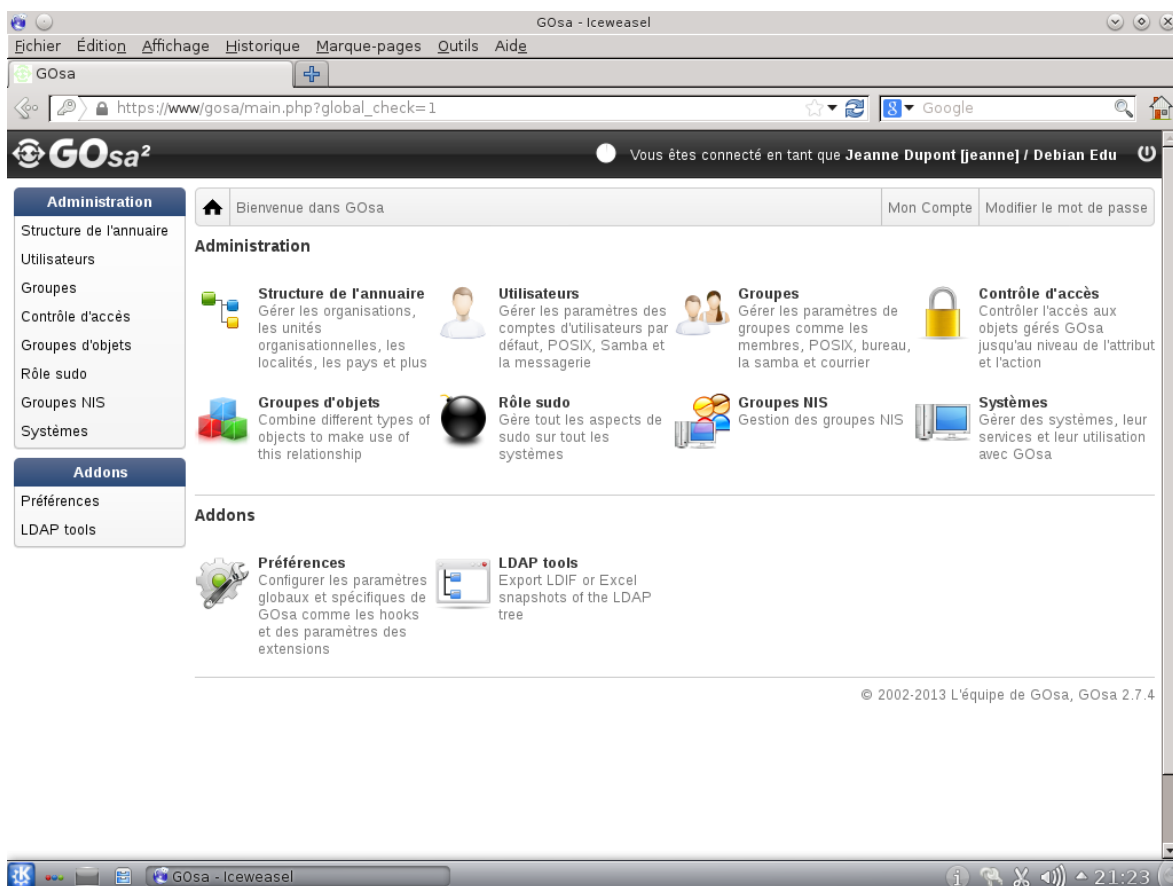 GOsa - Iceweasel
Fichier Édition Affichage Historique Marque-pages Outils Aide
GOsa
https://www/gosa/main.php?global_check=1
Google
GOsa²
Vous êtes connecté en tant que Jeanne Dupont [jeanne] / Debian Edu
Administration
Structure de l'annuaire
Utilisateurs
Groupes
Contrôle d'accès
Groupes d'objets
Rôle sudo
Groupes NIS
Systèmes
Addons
Préférences
LDAP tools
Bienvenue dans GOsa
Mon Compte
Modifier le mot de passe
Administration
Structure de l'annuaire
Gérer les organisations,
les unités
organisationnelles, les
localités, les pays et plus
Utilisateurs
Gérer les paramètres des
comptes d'utilisateurs par
défaut, POSIX, Samba et
la messagerie
Groupes
Gérer les paramètres de
groupes comme les
membres, POSIX, bureau,
la samba et courrier
Contrôle d'accès
Contrôler l'accès aux
objets gérés GOsa
jusqu'au niveau de l'attribut
et l'action
Groupes d'objets
Combine different types of
objects to make use of
this relationship
Rôle sudo
Gère tout les aspects de
sudo sur tout les
systèmes
Groupes NIS
Gestion des groupes NIS
Systèmes
Gérer des systèmes, leur
services et leur utilisation
avec GOsa
Addons
Préférences
Configurer les paramètres
globaux et spécifiques de
GOsa comme les hooks
et des paramètres des
extensions
LDAP tools
Export LDIF or Excel
snapshots of the LDAP
tree
© 2002-2013 L'équipe de GOsa, GOsa 2.7.4
GOsa - Iceweasel
21:23